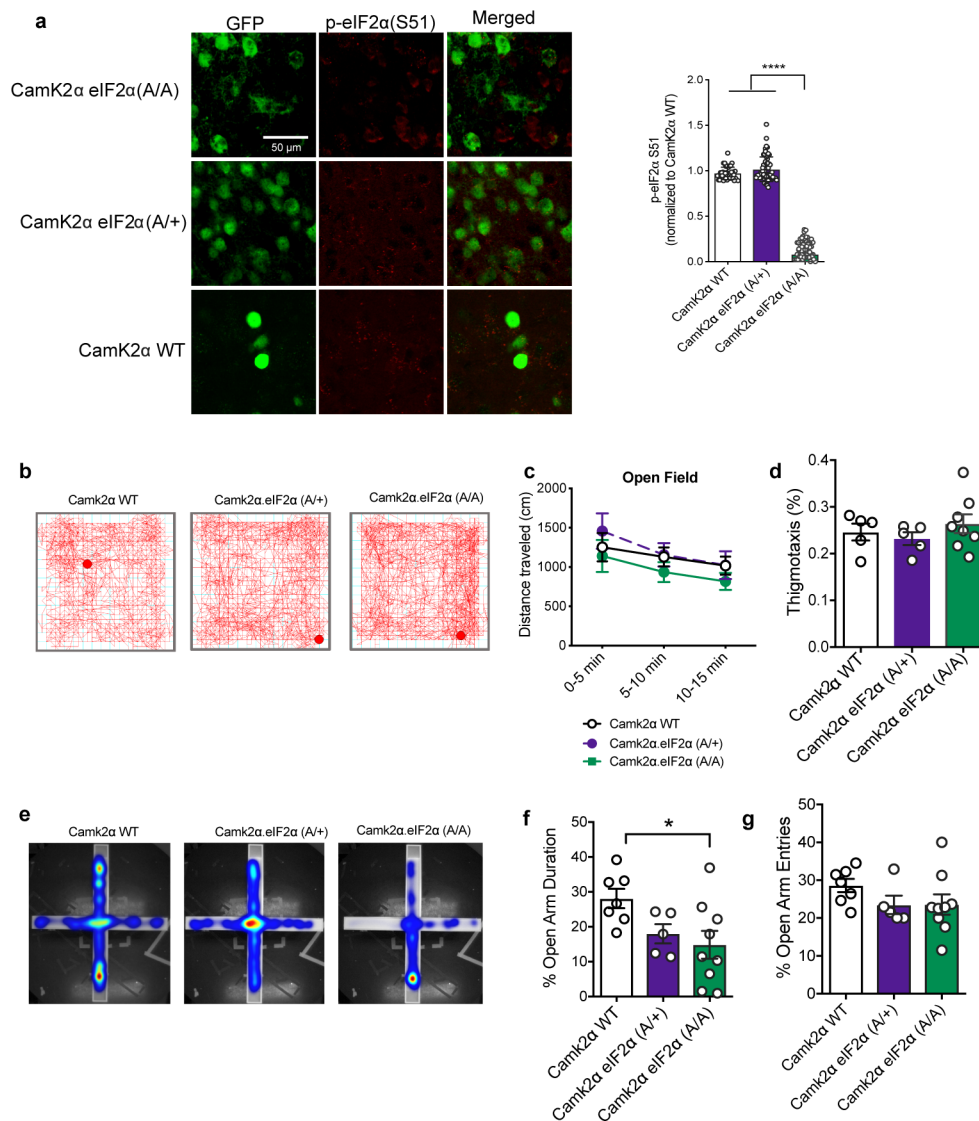 a
GFP
p-eIF2α(S51)
Merged
CamK2α eIF2α(A/A)
50 μm
CamK2α eIF2α(A/+)
CamK2α WT
****
p-eIF2α S51
(normalized to CamK2α WT)
2.0
1.5
1.0
0.5
0.0
CamK2α WT
CamK2α eIF2α (A/+)
CamK2α eIF2α (A/A)
b
Camk2α WT
Camk2α.eIF2α (A/+)
Camk2α.eIF2α (A/A)
c
Open Field
Distance traveled (cm)
2000
1500
1000
500
0
0-5 min
5-10 min
10-15 min
Camk2α WT
Camk2α.eIF2α (A/+)
Camk2α.eIF2α (A/A)
d
Thigmotaxis (%)
0.4
0.3
0.2
0.1
0.0
Camk2α WT
Camk2α eIF2α (A/+)
Camk2α eIF2α (A/A)
e
Camk2α WT
Camk2α.eIF2α (A/+)
Camk2α.eIF2α (A/A)
f
*
% Open Arm Duration
50
40
30
20
10
0
Camk2α WT
Camk2α eIF2α (A/+)
Camk2α eIF2α (A/A)
g
% Open Arm Entries
50
40
30
20
10
0
Camk2α WT
Camk2α eIF2α (A/+)
Camk2α eIF2α (A/A)